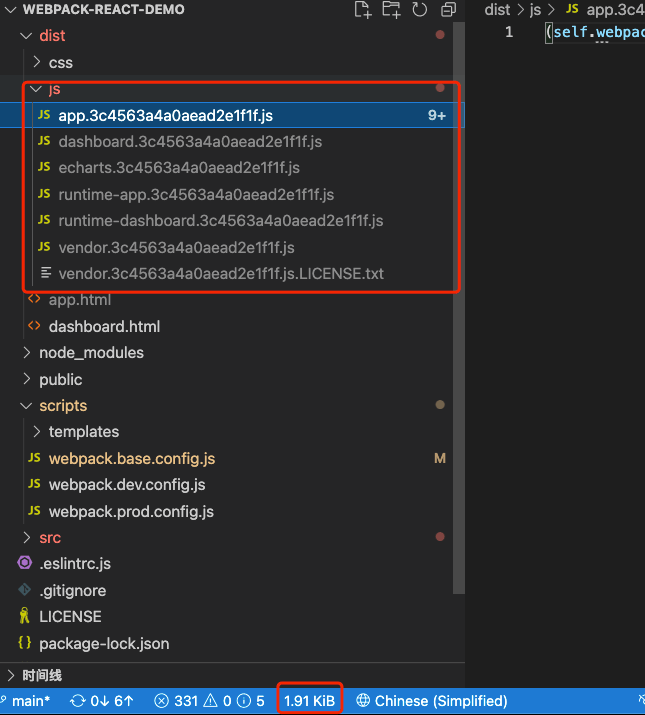 WEBPACK-REACT-DEMO
dist
css
js
JS app.3c4563a4a0aead2e1f1f.js 9+
JS dashboard.3c4563a4a0aead2e1f1f.js
JS echarts.3c4563a4a0aead2e1f1f.js
JS runtime-app.3c4563a4a0aead2e1f1f.js
JS runtime-dashboard.3c4563a4a0aead2e1f1f.js
JS vendor.3c4563a4a0aead2e1f1f.js
vendor.3c4563a4a0aead2e1f1f.js.LICENSE.txt
<> app.html
<> dashboard.html
node_modules
public
scripts
templates
JS webpack.base.config.js M
JS webpack.dev.config.js
JS webpack.prod.config.js
src
.eslintrc.js
.gitignore
LICENSE
{} package-lock.json
时间线
dist > js > JS app.3c4
1 (self.webpac
main* 0↓ 6↑ 331 0 5 1.91 KiB Chinese (Simplified)